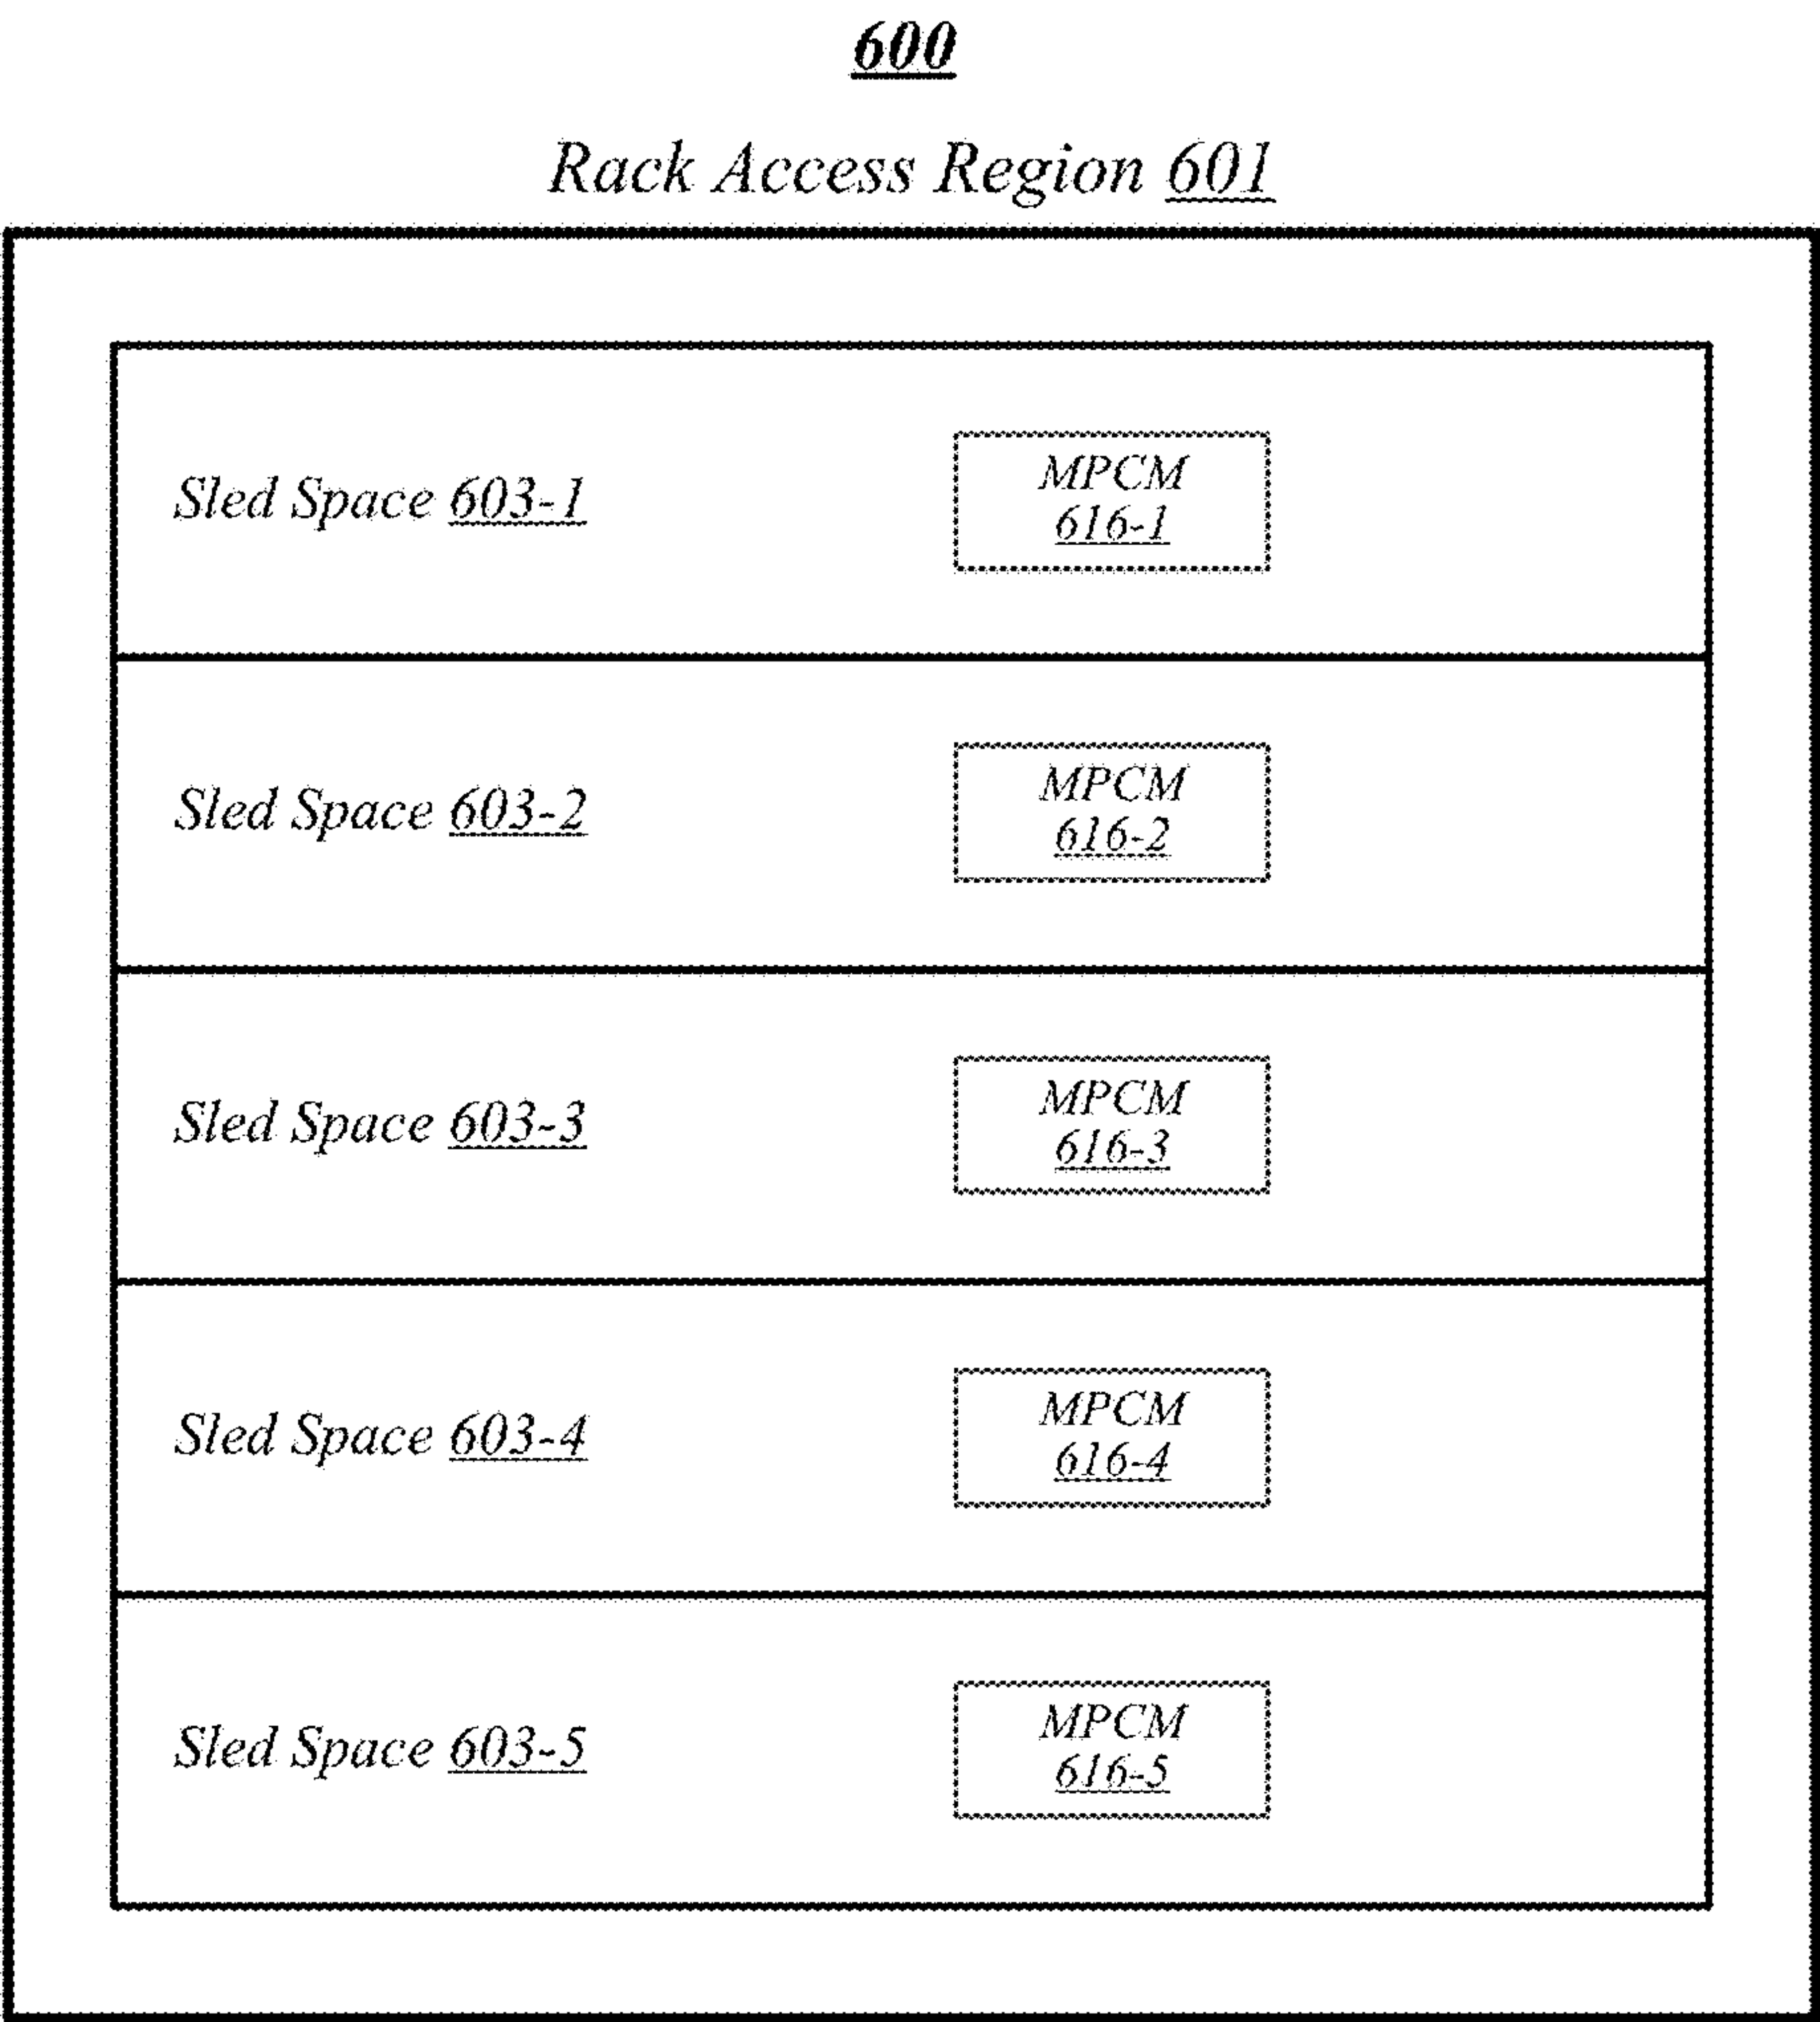 600
Rack Access Region 601
Sled Space 603-1
MPCM
616-1
Sled Space 603-2
MPCM
616-2
Sled Space 603-3
MPCM
616-3
Sled Space 603-4
MPCM
616-4
Sled Space 603-5
MPCM
616-5